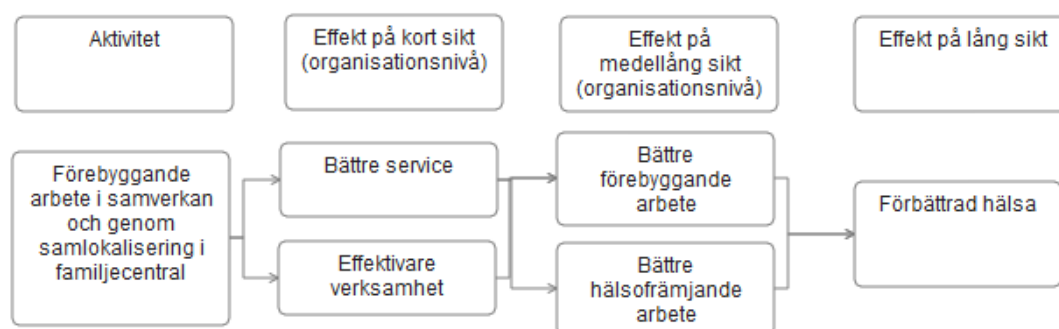 Aktivitet
Effekt på kort sikt
(organisationsnivå)
Effekt på
medellång sikt
(organisationsnivå)
Effekt på lång sikt
Förebyggande
arbete i samverkan
och genom
samlokalisering i
familjecentral
Bättre service
Effektivare
verksamhet
Bättre
förebyggande
arbete
Bättre
hälsofrämjande
arbete
Förbättrad hälsa